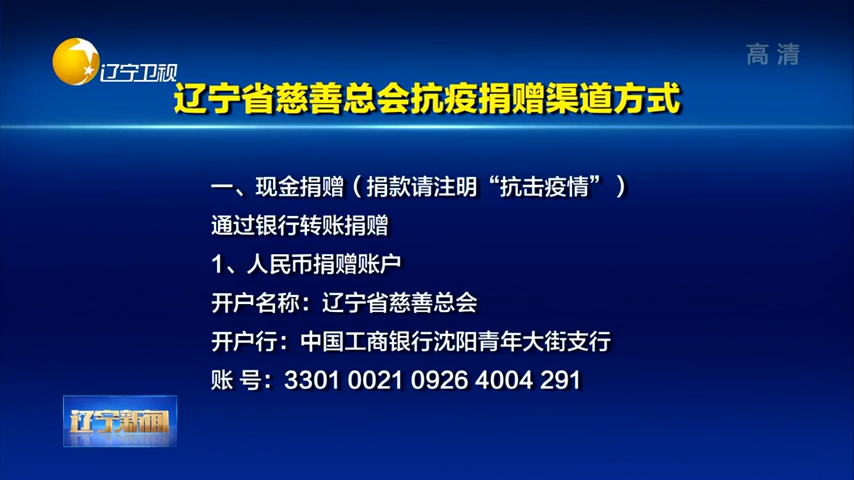 辽宁卫视
高清
辽宁省慈善总会抗疫捐赠渠道方式
一、现金捐赠（捐款请注明“抗击疫情”）
通过银行转账捐赠
1、人民币捐赠账户
开户名称：辽宁省慈善总会
开户行：中国工商银行沈阳青年大街支行
账 号：3301 0021 0926 4004 291
辽宁新闻